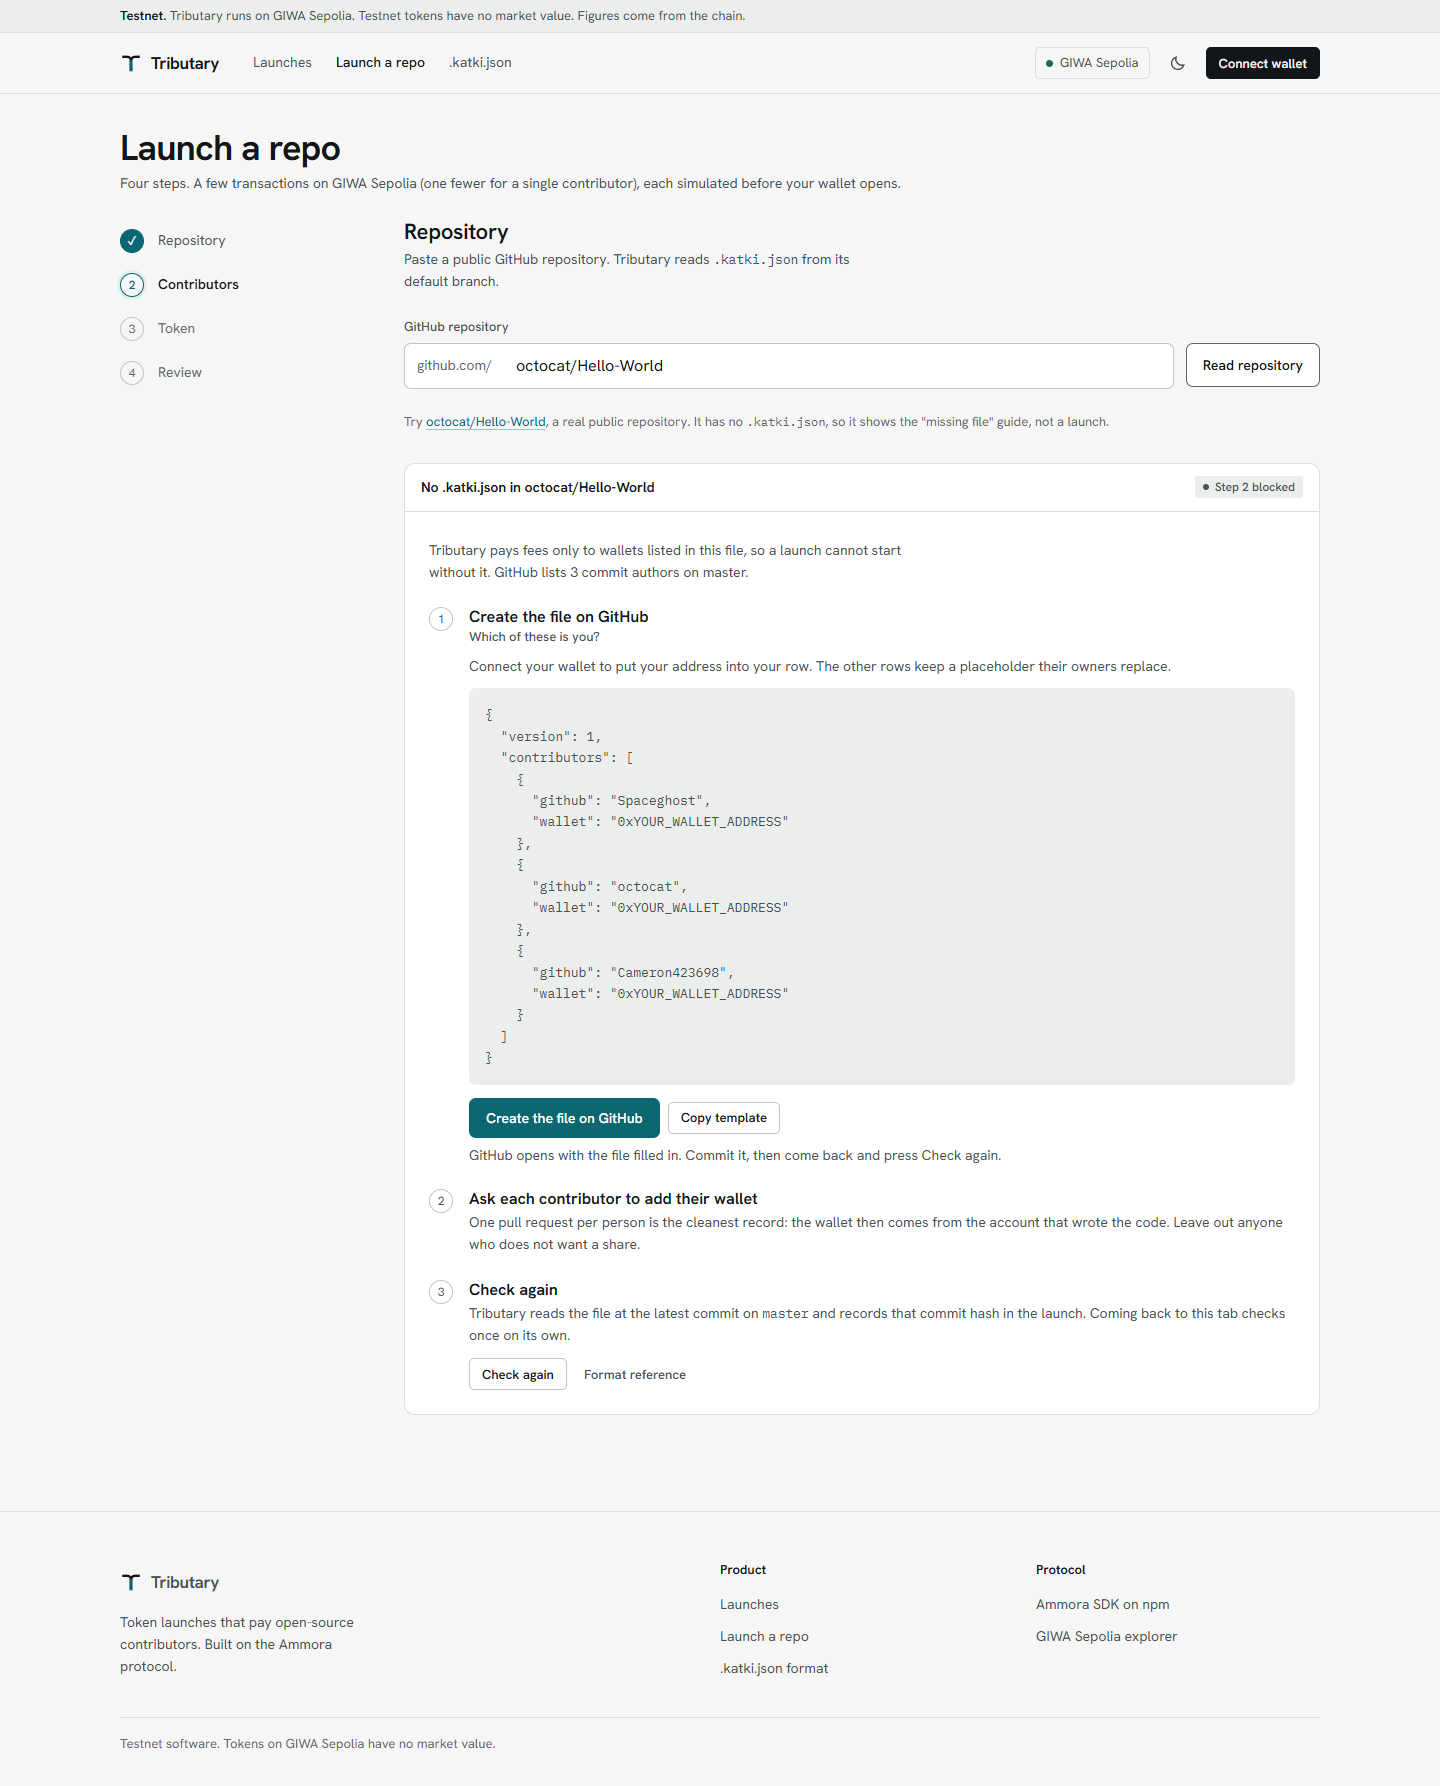 Testnet. Tributary runs on GIWA Sepolia. Testnet tokens have no market value. Figures come from the chain.
Tributary
Launches
Launch a repo
.katki.json
GIWA Sepolia
Connect wallet
Launch a repo
Four steps. A few transactions on GIWA Sepolia (one fewer for a single contributor), each simulated before your wallet opens.
✓ Repository
2 Contributors
3 Token
4 Review
Repository
Paste a public GitHub repository. Tributary reads .katki.json from its
default branch.
GitHub repository
github.com/ octocat/Hello-World
Read repository
Try octocat/Hello-World, a real public repository. It has no .katki.json, so it shows the "missing file" guide, not a launch.
No .katki.json in octocat/Hello-World
Step 2 blocked
Tributary pays fees only to wallets listed in this file, so a launch cannot start
without it. GitHub lists 3 commit authors on master.
1 Create the file on GitHub
Which of these is you?
Connect your wallet to put your address into your row. The other rows keep a placeholder their owners replace.
{
  "version": 1,
  "contributors": [
    {
      "github": "Spaceghost",
      "wallet": "0xYOUR_WALLET_ADDRESS"
    },
    {
      "github": "octocat",
      "wallet": "0xYOUR_WALLET_ADDRESS"
    },
    {
      "github": "Cameron423698",
      "wallet": "0xYOUR_WALLET_ADDRESS"
    }
  ]
}
Create the file on GitHub
Copy template
GitHub opens with the file filled in. Commit it, then come back and press Check again.
2 Ask each contributor to add their wallet
One pull request per person is the cleanest record: the wallet then comes from the account that wrote the code. Leave out anyone
who does not want a share.
3 Check again
Tributary reads the file at the latest commit on master and records that commit hash in the launch. Coming back to this tab checks
once on its own.
Check again
Format reference
Tributary
Token launches that pay open-source
contributors. Built on the Ammora
protocol.
Product
Launches
Launch a repo
.katki.json format
Protocol
Ammora SDK on npm
GIWA Sepolia explorer
Testnet software. Tokens on GIWA Sepolia have no market value.